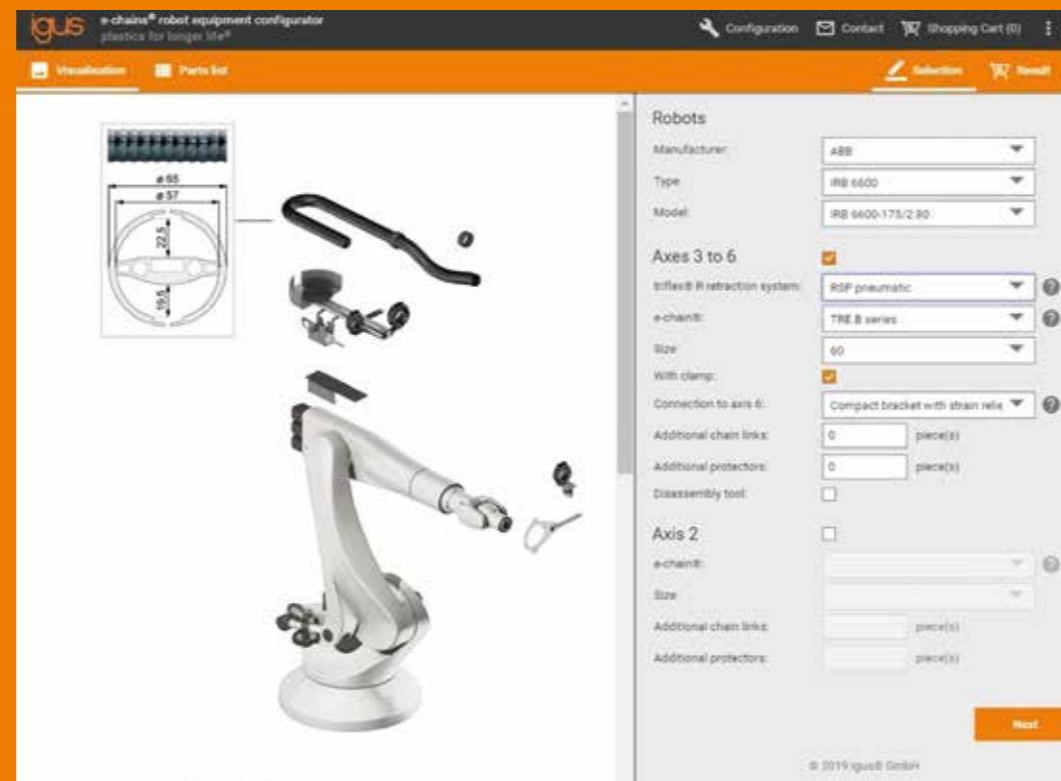 igus
e-chains® robot equipment configurator
plastics for longer life®
Configuration
Contact
Shopping Cart (0)
Visualisation
Parts list
Selection
Result
ø 65
ø 57
22,5
19,5
Robots
Manufacturer: ABB
Type IRB 6600
Model: IRB 6600-175/2.80
Axes 3 to 6
triflex® R retraction system: RSP pneumatic
e-chain®: TRE.B series
Size 60
With clamp:
Connection to axis 6: Compact bracket with strain relie
Additional chain links: 0 piece(s)
Additional protectors: 0 piece(s)
Disassembly tool:
Axis 2
e-chain®:
Size
Additional chain links: piece(s)
Additional protectors: piece(s)
Next
© 2019 igus® GmbH